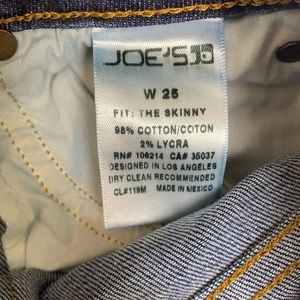 JOE'S
W 25
FIT: THE SKINNY
98% COTTON/COTON
2% LYCRA
RN# 106214 CA# 35037
DESIGNED IN LOS ANGELES
DRY CLEAN RECOMMENDED
CL#119M MADE IN MEXICO